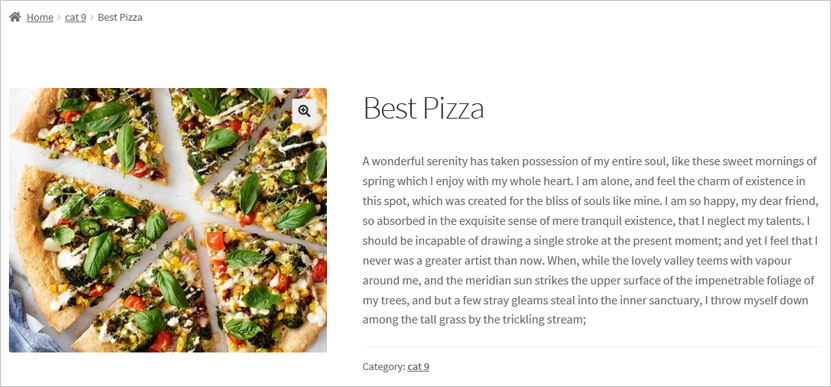 Home > cat 9 > Best Pizza
Best Pizza
A wonderful serenity has taken possession of my entire soul, like these sweet mornings of
spring which I enjoy with my whole heart. I am alone, and feel the charm of existence in
this spot, which was created for the bliss of souls like mine. I am so happy, my dear friend,
so absorbed in the exquisite sense of mere tranquil existence, that I neglect my talents. I
should be incapable of drawing a single stroke at the present moment; and yet I feel that I
never was a greater artist than now. When, while the lovely valley teems with vapour
around me, and the meridian sun strikes the upper surface of the impenetrable foliage of
my trees, and but a few stray gleams steal into the inner sanctuary, I throw myself down
among the tall grass by the trickling stream;
Category: cat 9